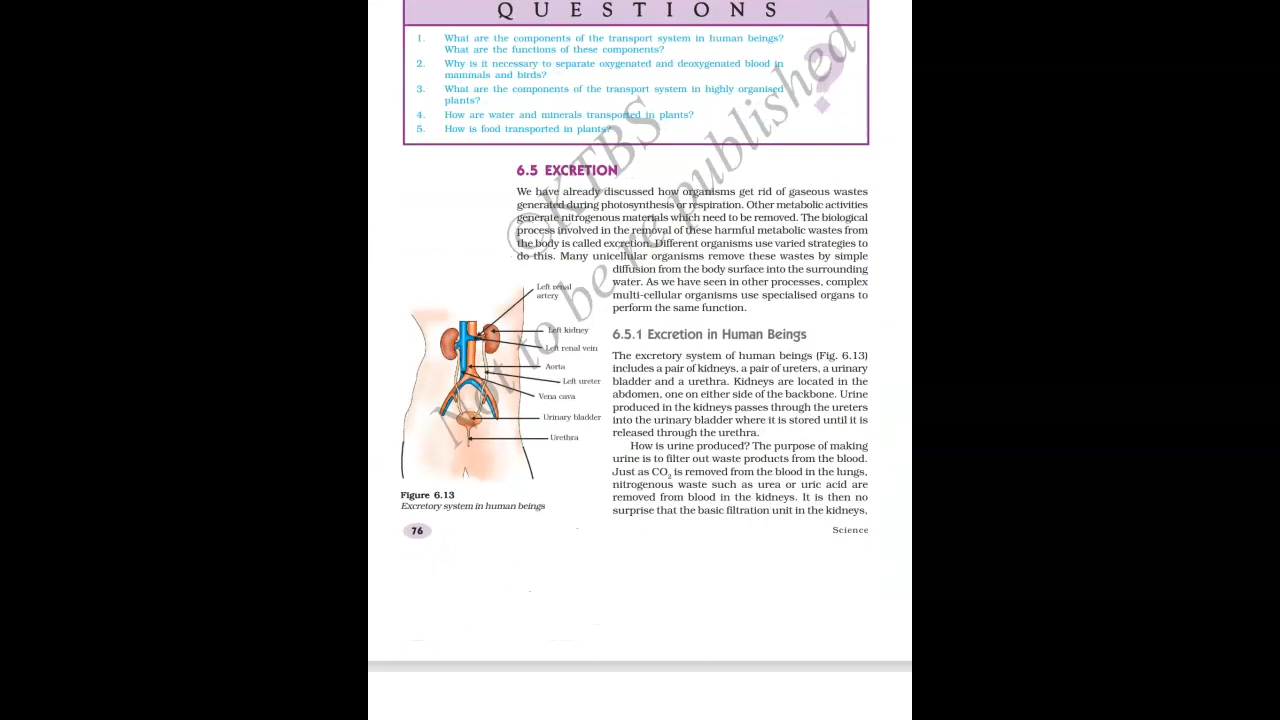 QUESTIONS
1. What are the components of the transport system in human beings?
What are the functions of these components?
2. Why is it necessary to separate oxygenated and deoxygenated blood in
mammals and birds?
3. What are the components of the transport system in highly organised
plants?
4. How are water and minerals transported in plants?
5. How is food transported in plants?
?
6.5 EXCRETION
We have already discussed how organisms get rid of gaseous wastes
generated during photosynthesis or respiration. Other metabolic activities
generate nitrogenous materials which need to be removed. The biological
process involved in the removal of these harmful metabolic wastes from
the body is called excretion. Different organisms use varied strategies to
do this. Many unicellular organisms remove these wastes by simple
diffusion from the body surface into the surrounding
water. As we have seen in other processes, complex
multi-cellular organisms use specialised organs to
perform the same function.
6.5.1 Excretion in Human Beings
The excretory system of human beings (Fig. 6.13)
includes a pair of kidneys, a pair of ureters, a urinary
bladder and a urethra. Kidneys are located in the
abdomen, one on either side of the backbone. Urine
produced in the kidneys passes through the ureters
into the urinary bladder where it is stored until it is
released through the urethra.
How is urine produced? The purpose of making
urine is to filter out waste products from the blood.
Just as CO₂ is removed from the blood in the lungs,
nitrogenous waste such as urea or uric acid are
removed from blood in the kidneys. It is then no
surprise that the basic filtration unit in the kidneys,
Left renal
artery
Left kidney
Left renal vein
Aorta
Left ureter
Vena cava
Urinary bladder
Urethra
Figure 6.13
Excretory system in human beings
76
Science
©KTBS
Not to be republished